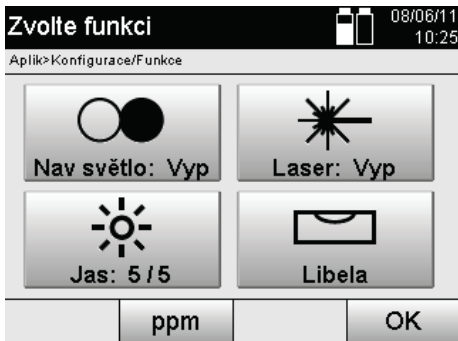 Zvolte funkci
08/06/11
10:25
Aplik>Konfigurace/Funkce
Nav světlo: Vyp
Laser: Vyp
Jas: 5/5
Libela
ppm
OK